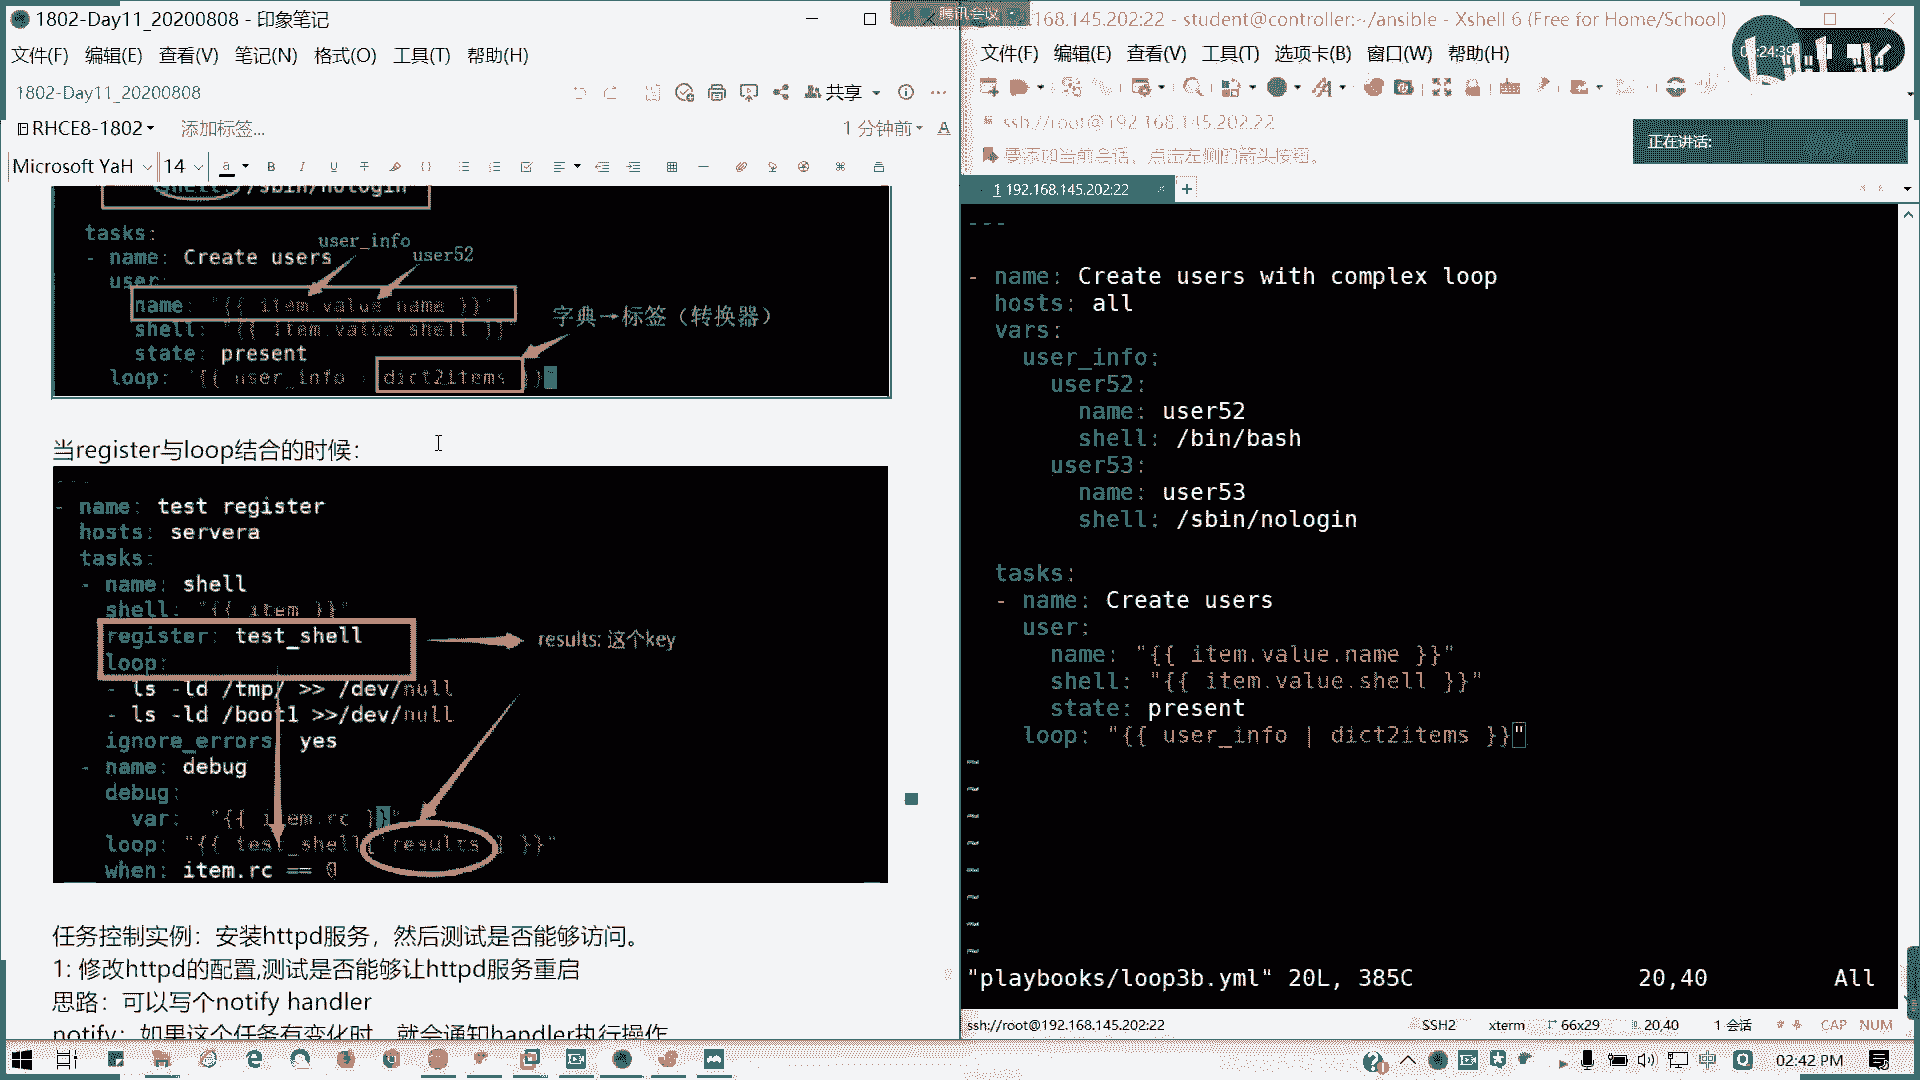 1802-Day11_20200808 - 印象笔记
文件(F) 编辑(E) 查看(V) 笔记(N) 格式(O) 工具(T) 帮助(H)
1802-Day11_20200808
共享
RHCE8-1802
添加标签...
1 分钟前
Microsoft YaH 14
shell: /sbin/nologin
tasks:
user_info
- name: Create users
user52
user:
name: "{{ item.value.name }}"
字典→标签（转换器）
shell: "{{ item.value.shell }}"
state: present
loop: "{{ user_info | dict2items }}"
当register与loop结合的时候：
---
- name: test register
hosts: servera
tasks:
- name: shell
shell: "{{ item }}"
register: test_shell
results: 这个key
loop:
- ls -ld /tmp/ >> /dev/null
- ls -ld /boot1 >>/dev/null
ignore_errors: yes
- name: debug
debug:
var: "{{ item.rc }}"
loop: "{{ test_shell['results'] }}"
when: item.rc == 0
任务控制实例：安装httpd服务，然后测试是否能够访问。
1: 修改httpd的配置,测试是否能够让httpd服务重启
思路：可以写个notify handler
notify：如果这个任务有变化时，就会通知handler执行操作
腾讯会议
168.145.202:22 - student@controller:~/ansible - Xshell 6 (Free for Home/School)
文件(F) 编辑(E) 查看(V) 工具(T) 选项卡(B) 窗口(W) 帮助(H)
24:39
ssh://root@192.168.145.202:22
要添加当前会话，点击左侧的箭头按钮。
正在讲话:
1 192.168.145.202:22
---
- name: Create users with complex loop
hosts: all
vars:
user_info:
user52:
name: user52
shell: /bin/bash
user53:
name: user53
shell: /sbin/nologin
tasks:
- name: Create users
user:
name: "{{ item.value.name }}"
shell: "{{ item.value.shell }}"
state: present
loop: "{{ user_info | dict2items }}"
~
~
~
~
~
~
~
~
"playbooks/loop3b.yml" 20L, 385C 20,40 All
ssh://root@192.168.145.202:22 SSH2 xterm 66x29 20,40 1 会话 CAP NUM
中 02:42 PM